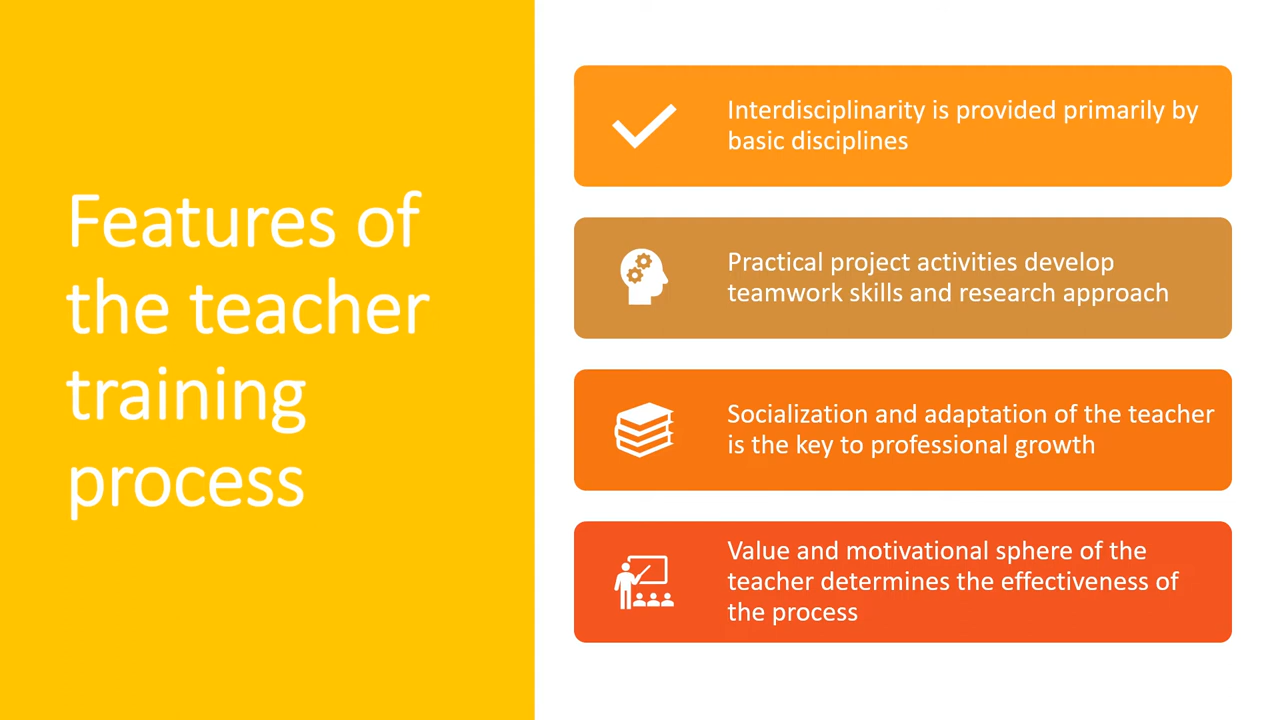 Features of
the teacher
training
process
Interdisciplinarity is provided primarily by
basic disciplines
Practical project activities develop
teamwork skills and research approach
Socialization and adaptation of the teacher
is the key to professional growth
Value and motivational sphere of the
teacher determines the effectiveness of
the process